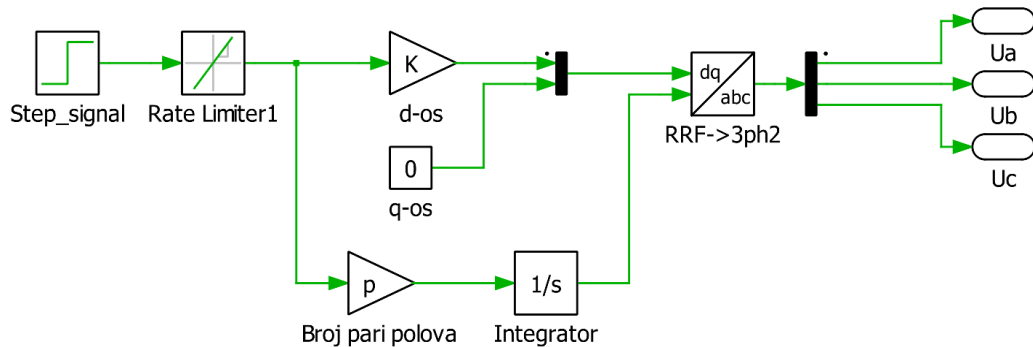 Ua
K
dq
abc
Step_signal
Rate Limiter1
d-os
Ub
RRF->3ph2
0
Uc
q-os
p
1/s
Broj pari polova
Integrator